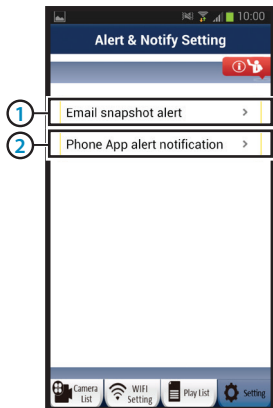 10:00
Alert & Notify Setting
1 Email snapshot alert >
2 Phone App alert notification >
Camera List
WIFI Setting
Play List
Setting